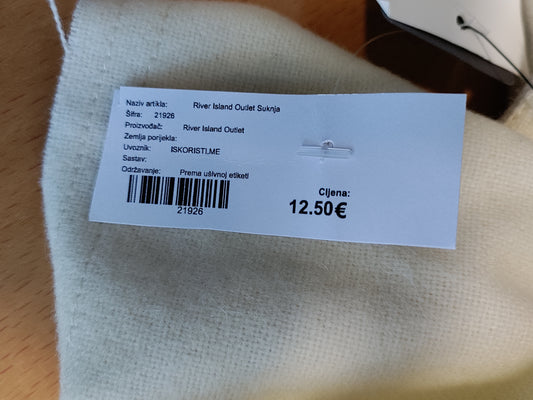 Naziv artikla: River Island Outlet Suknja
Šifra: 21926
Proizvođač: River Island Outlet
Zemlja porijekla:
Uvoznik: ISKORISTI.ME
Sastav:
Održavanje: Prema ušivnoj etiketi
21926
Cijena:
12.50€